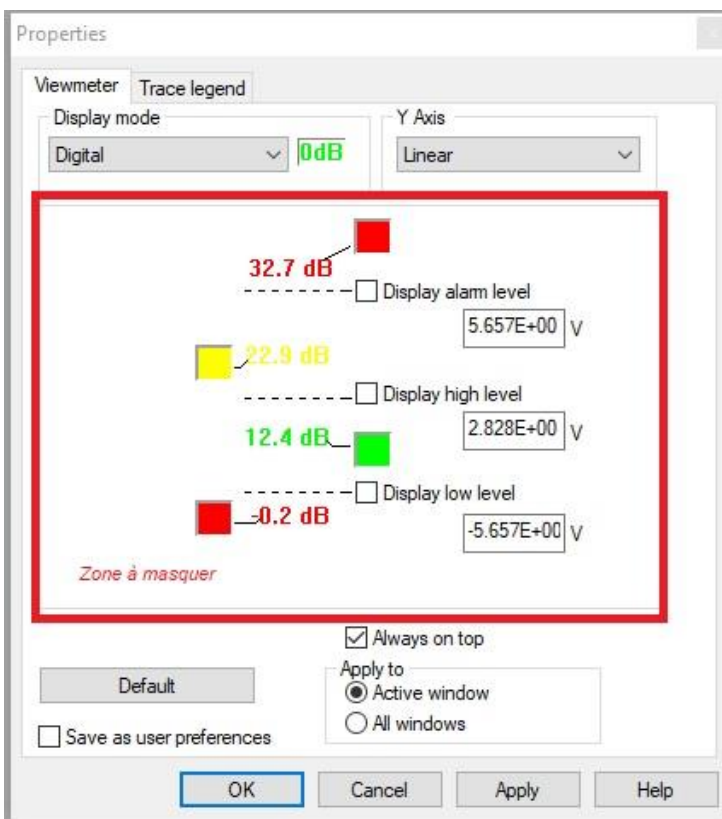 Properties
Viewmeter Trace legend
Display mode
Y Axis
Digital 0dB Linear
32.7 dB
Display alarm level
5.657E+00 V
22.9 dB
Display high level
2.828E+00 V
12.4 dB
Display low level
-0.2 dB
-5.657E+00 V
Zone à masquer
Always on top
Default
Apply to
Active window
All windows
Save as user preferences
OK Cancel Apply Help